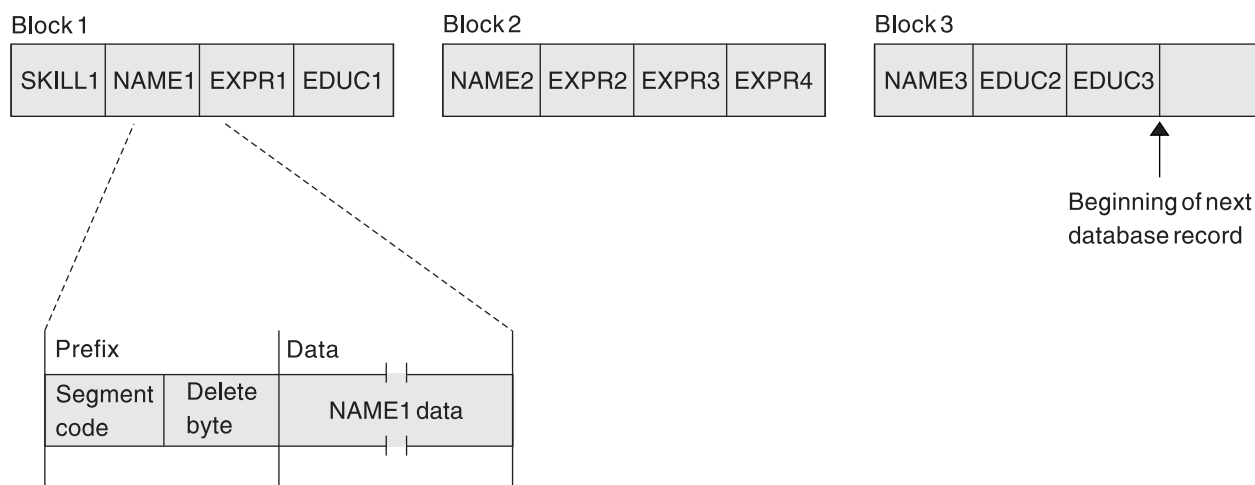 Block 1
Block 2
Block 3
SKILL1 NAME1 EXPR1 EDUC1
NAME2 EXPR2 EXPR3 EXPR4
NAME3 EDUC2 EDUC3
Beginning of next
database record
Prefix
Data
Segment
code
Delete
byte
NAME1 data